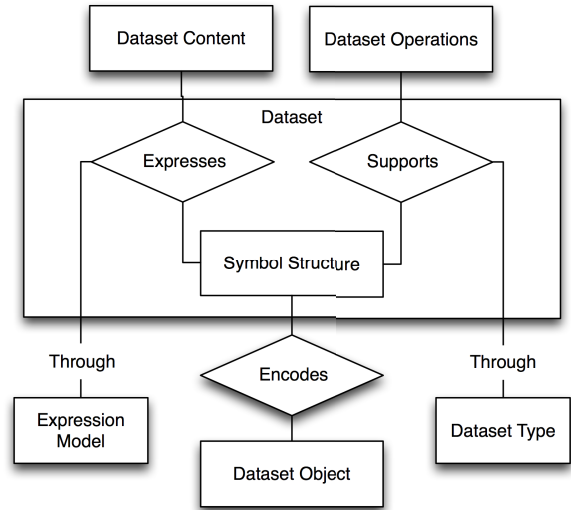 Dataset Content
Dataset Operations
Dataset
Expresses
Supports
Symbol Structure
Through
Encodes
Through
Expression
Model
Dataset Type
Dataset Object